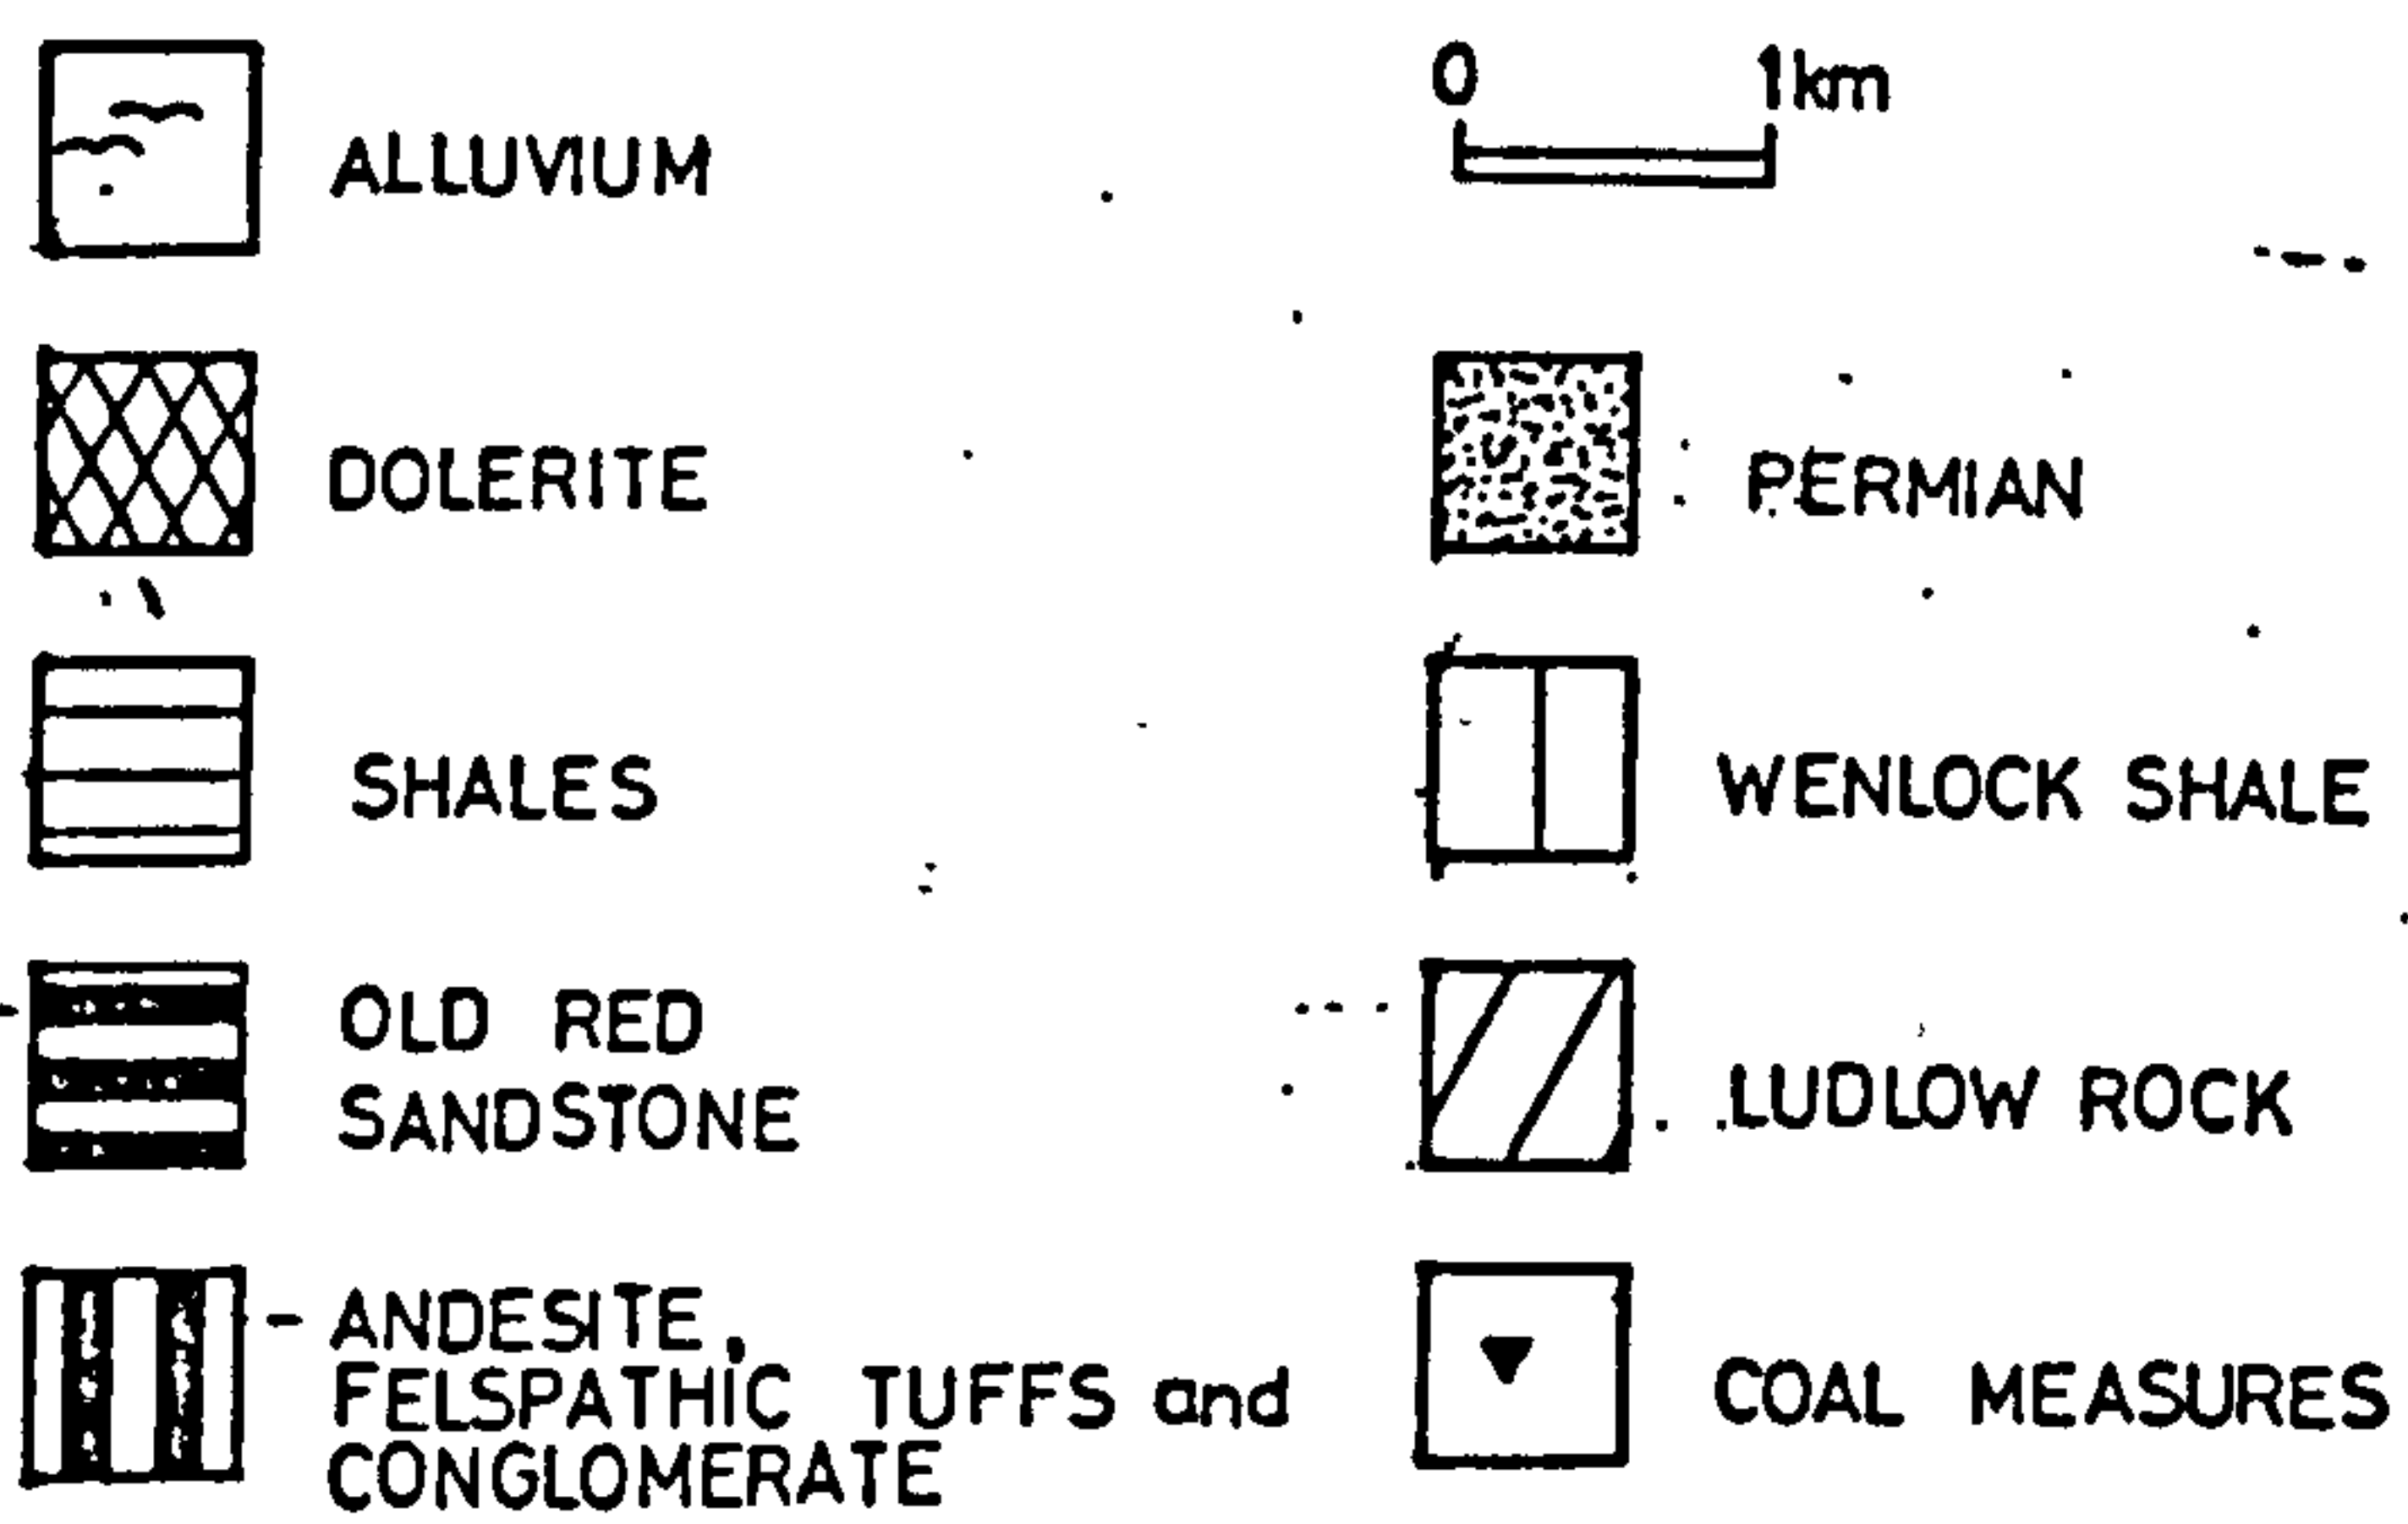 ALLUVIUM
0 1km
DOLERITE
PERMIAN
SHALES
WENLOCK SHALE
OLD RED
SANDSTONE
LUDLOW ROCK
ANDESITE,
FELSPATHIC TUFFS and
CONGLOMERATE
COAL MEASURES